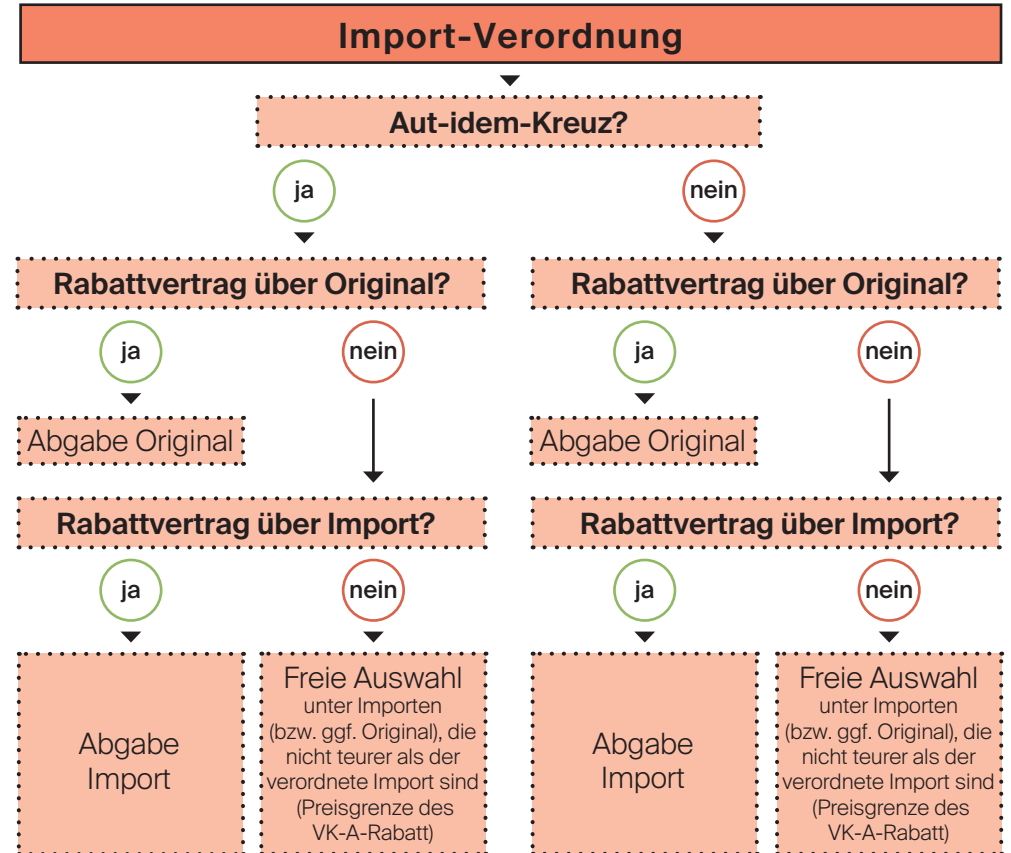 Import-Verordnung
Aut-idem-Kreuz?
ja
nein
Rabattvertrag über Original?
Rabattvertrag über Original?
ja
nein
ja
nein
Abgabe Original
Abgabe Original
Rabattvertrag über Import?
Rabattvertrag über Import?
ja
nein
ja
nein
Abgabe
Import
Freie Auswahl
unter Importen
(bzw. ggf. Original), die
nicht teurer als der
verordnete Import sind
(Preisgrenze des
VK-A-Rabatt)
Abgabe
Import
Freie Auswahl
unter Importen
(bzw. ggf. Original), die
nicht teurer als der
verordnete Import sind
(Preisgrenze des
VK-A-Rabatt)